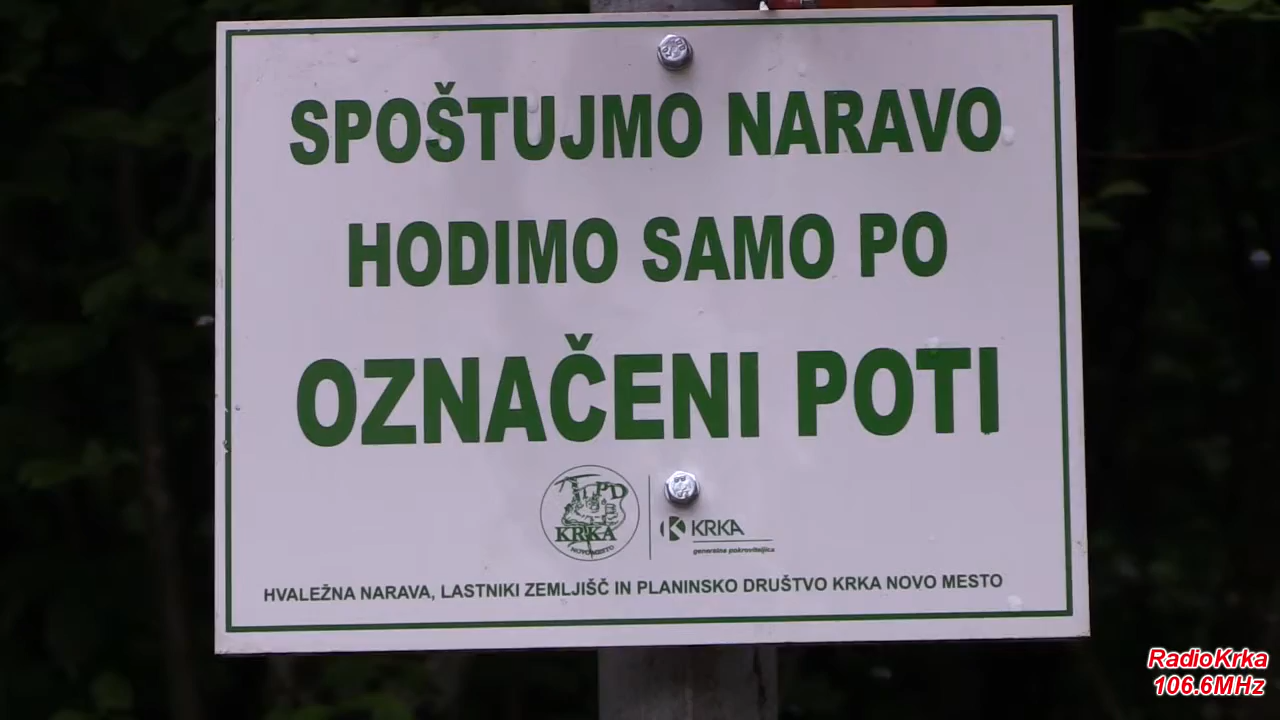 SPOŠTUJMO NARAVO
HODIMO SAMO PO
OZNAČENI POTI
PD
KRKA
NOVO MESTO
KRKA
generalna pokroviteljica
HVALEŽNA NARAVA, LASTNIKI ZEMLJIŠČ IN PLANINSKO DRUŠTVO KRKA NOVO MESTO
RadioKrka
106.6MHz